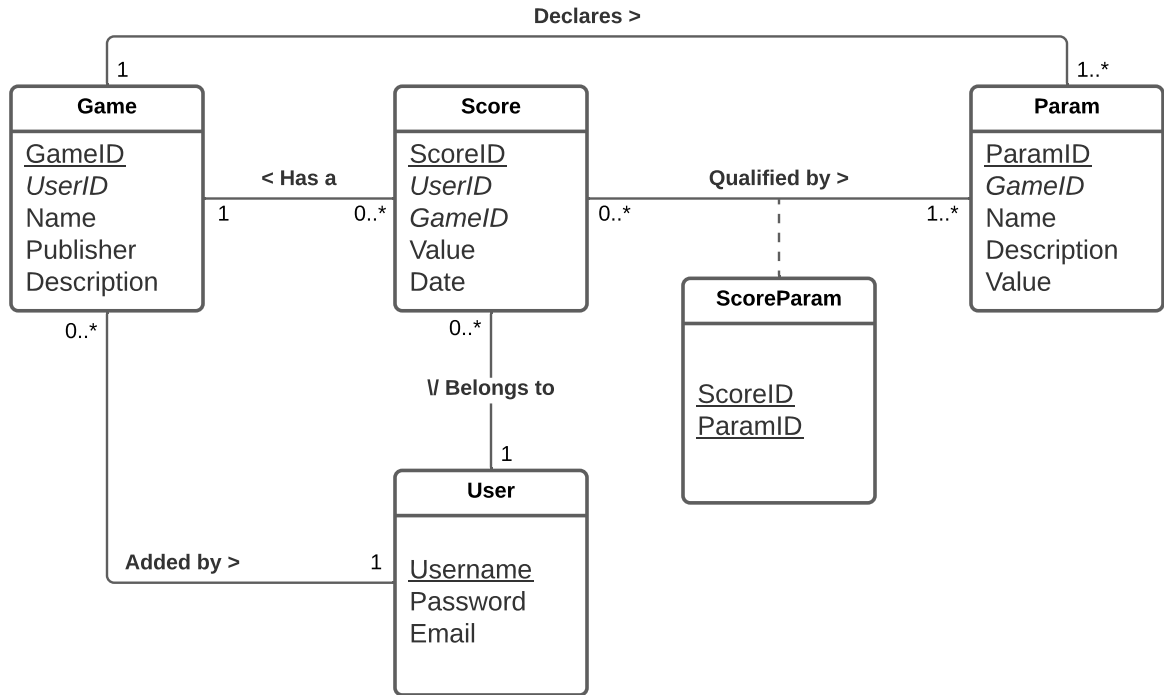 Declares >
1
1..*
Game
GameID
UserID
Name
Publisher
Description
< Has a
1
0..*
Score
ScoreID
UserID
GameID
Value
Date
Qualified by >
0..*
1..*
Param
ParamID
GameID
Name
Description
Value
ScoreParam
ScoreID
ParamID
0..*
0..*
\/ Belongs to
1
User
Username
Password
Email
Added by >
1